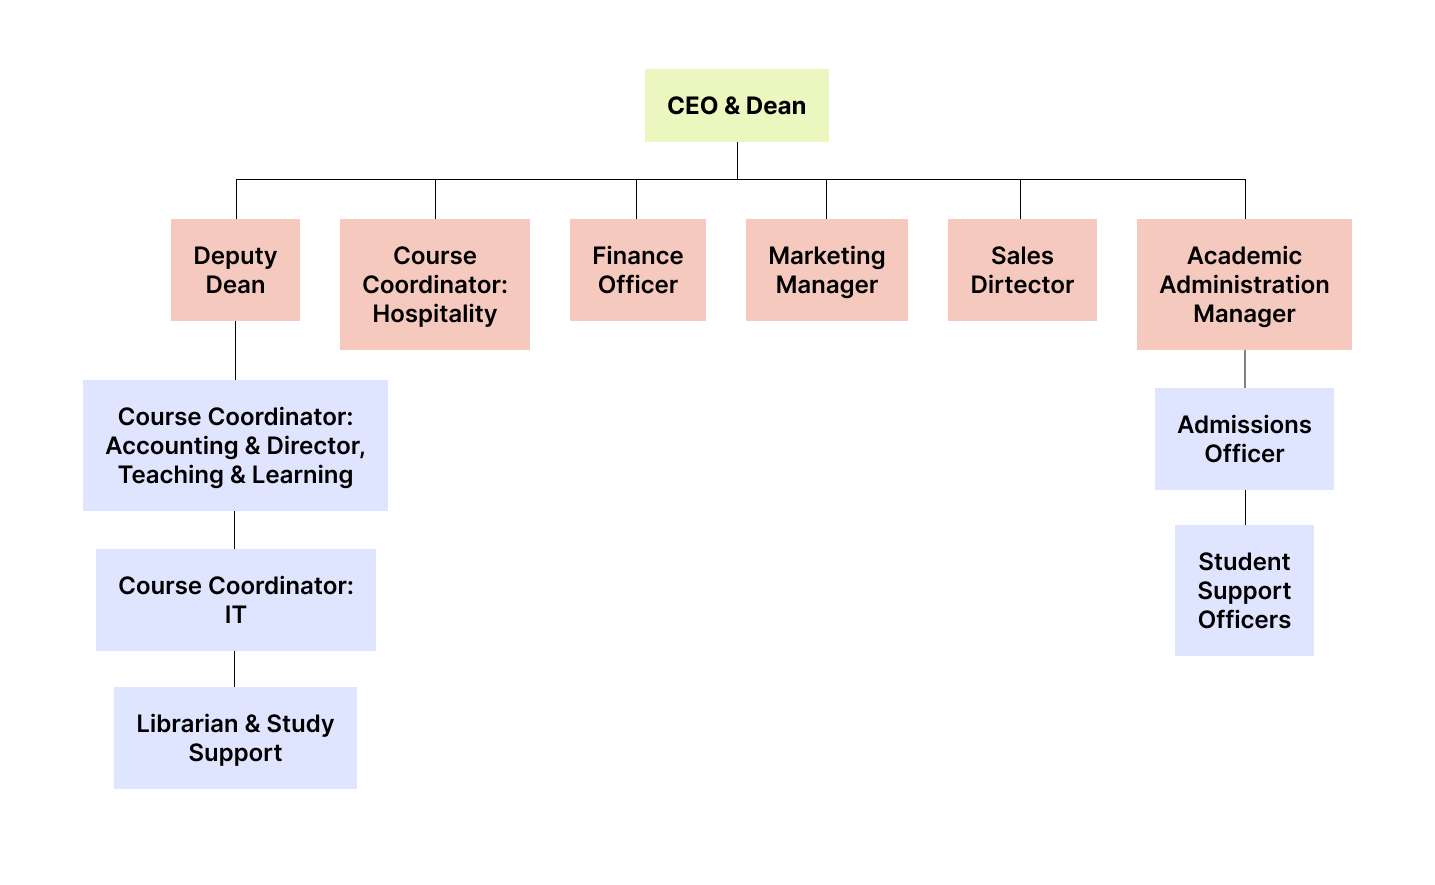 CEO & Dean
Deputy
Dean
Course
Coordinator:
Hospitality
Finance
Officer
Marketing
Manager
Sales
Dirtector
Academic
Administration
Manager
Course Coordinator:
Accounting & Director,
Teaching & Learning
Admissions
Officer
Course Coordinator:
IT
Student
Support
Officers
Librarian & Study
Support